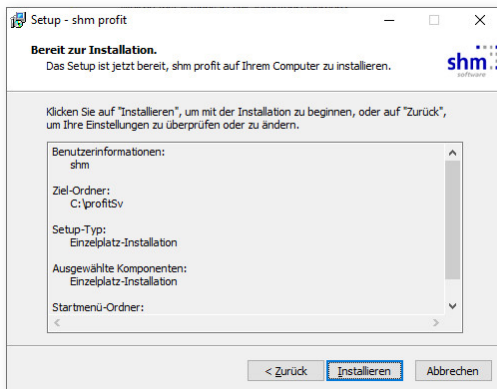 Setup - shm profit
Bereit zur Installation.
Das Setup ist jetzt bereit, shm profit auf Ihrem Computer zu installieren.
shm
software
Klicken Sie auf "Installieren", um mit der Installation zu beginnen, oder auf "Zurück",
um Ihre Einstellungen zu überprüfen oder zu ändern.
Benutzerinformationen:
shm
Ziel-Ordner:
C:\profitSv
Setup-Typ:
Einzelplatz-Installation
Ausgewählte Komponenten:
Einzelplatz-Installation
Startmenü-Ordner:
< Zurück
Installieren
Abbrechen